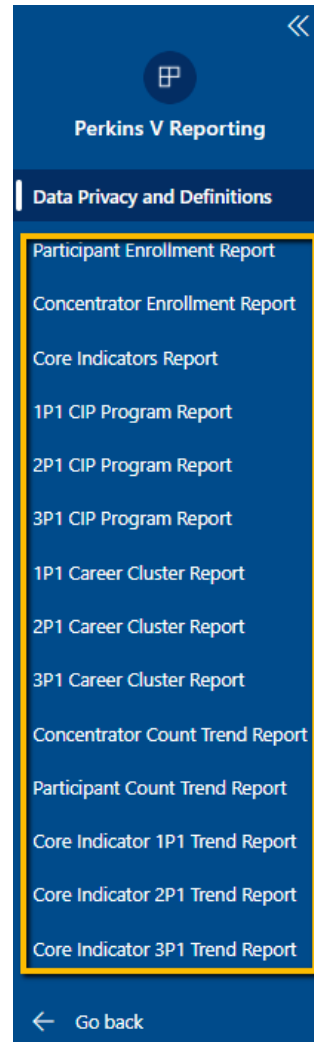 Perkins V Reporting
Data Privacy and Definitions
Participant Enrollment Report
Concentrator Enrollment Report
Core Indicators Report
1P1 CIP Program Report
2P1 CIP Program Report
3P1 CIP Program Report
1P1 Career Cluster Report
2P1 Career Cluster Report
3P1 Career Cluster Report
Concentrator Count Trend Report
Participant Count Trend Report
Core Indicator 1P1 Trend Report
Core Indicator 2P1 Trend Report
Core Indicator 3P1 Trend Report
Go back